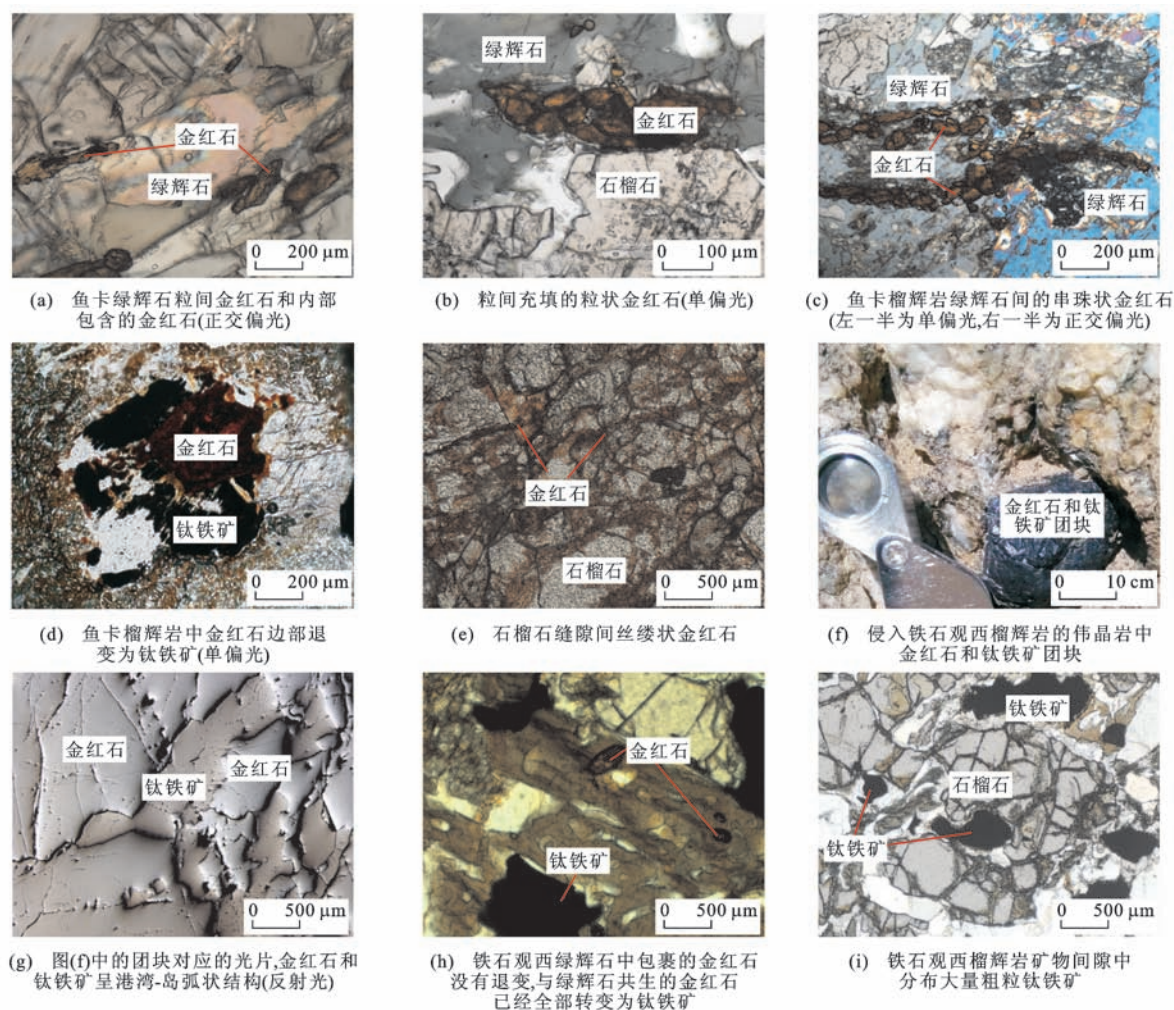 绿辉石
金红石
绿辉石
0 200 μm
金红石
绿辉石
石榴石
0 100 μm
绿辉石
金红石
绿辉石
0 200 μm
(a) 鱼卡绿辉石粒间金红石和内部
包含的金红石(正交偏光)
(b) 粒间充填的粒状金红石(单偏光)
(c) 鱼卡榴辉岩绿辉石间的串珠状金红石
(左一半为单偏光,右一半为正交偏光)
金红石
钛铁矿
0 200 μm
金红石
石榴石
0 500 μm
金红石和钛
铁矿团块
0 10 cm
(d) 鱼卡榴辉岩中金红石边部退
变为钛铁矿(单偏光)
(e) 石榴石缝隙间丝缕状金红石
(f) 侵入铁石观西榴辉岩的伟晶岩中
金红石和钛铁矿团块
金红石
钛铁矿
金红石
0 500 μm
金红石
钛铁矿
0 500 μm
钛铁矿
石榴石
钛铁矿
0 500 μm
(g) 图(f)中的团块对应的光片,金红石和
钛铁矿呈港湾-岛弧状结构(反射光)
(h) 铁石观西绿辉石中包裹的金红石
没有退变,与绿辉石共生的金红石
已经全部转变为钛铁矿
(i) 铁石观西榴辉岩矿物间隙中
分布大量粗粒钛铁矿